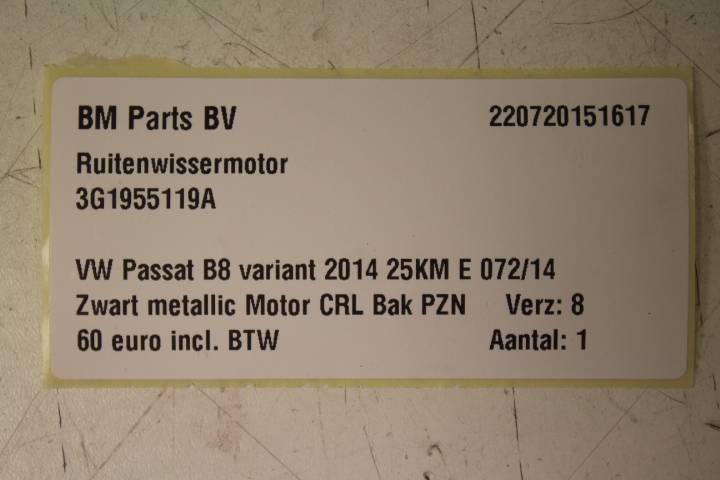 BM Parts BV 220720151617
Ruitenwissermotor
3G1955119A
VW Passat B8 variant 2014 25KM E 072/14
Zwart metallic Motor CRL Bak PZN Verz: 8
60 euro incl. BTW Aantal: 1